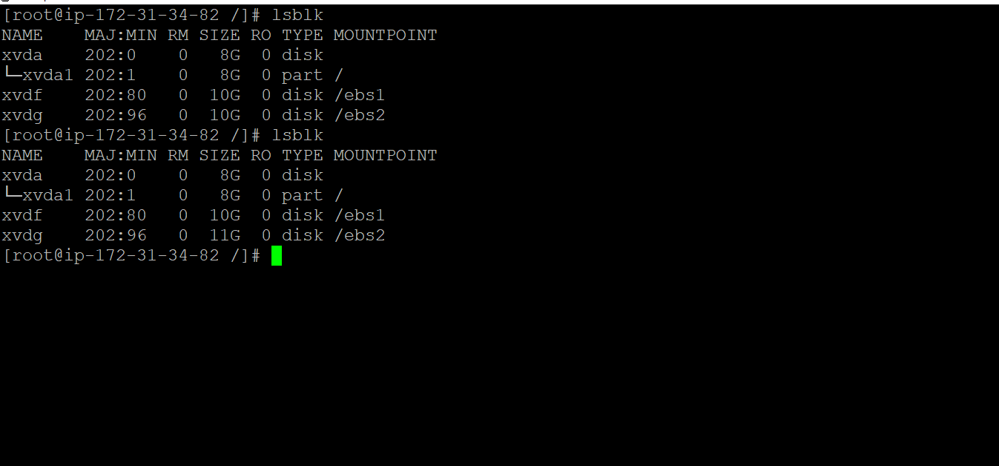 [root@ip-172-31-34-82 /]# lsblk
NAME    MAJ:MIN RM SIZE RO TYPE MOUNTPOINT
xvda    202:0    0   8G  0 disk
└─xvda1 202:1    0   8G  0 part /
xvdf    202:80   0  10G  0 disk /ebs1
xvdg    202:96   0  10G  0 disk /ebs2
[root@ip-172-31-34-82 /]# lsblk
NAME    MAJ:MIN RM SIZE RO TYPE MOUNTPOINT
xvda    202:0    0   8G  0 disk
└─xvda1 202:1    0   8G  0 part /
xvdf    202:80   0  10G  0 disk /ebs1
xvdg    202:96   0  11G  0 disk /ebs2
[root@ip-172-31-34-82 /]#